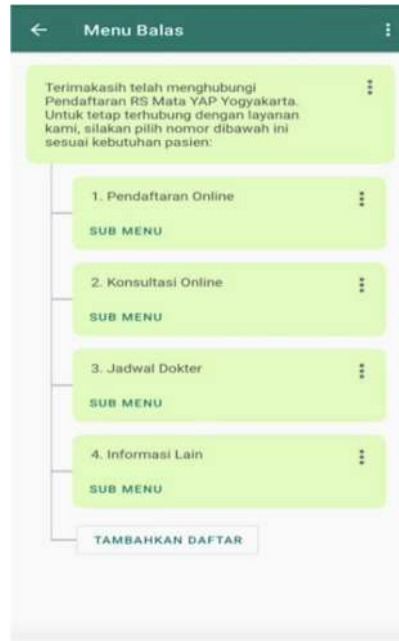 Menu Balas
Terimakasih telah menghubungi
Pendaftaran RS Mata YAP Yogyakarta.
Untuk tetap terhubung dengan layanan
kami, silakan pilih nomor dibawah ini
sesuai kebutuhan pasien:
1. Pendaftaran Online
SUB MENU
2. Konsultasi Online
SUB MENU
3. Jadwal Dokter
SUB MENU
4. Informasi Lain
SUB MENU
TAMBAHKAN DAFTAR